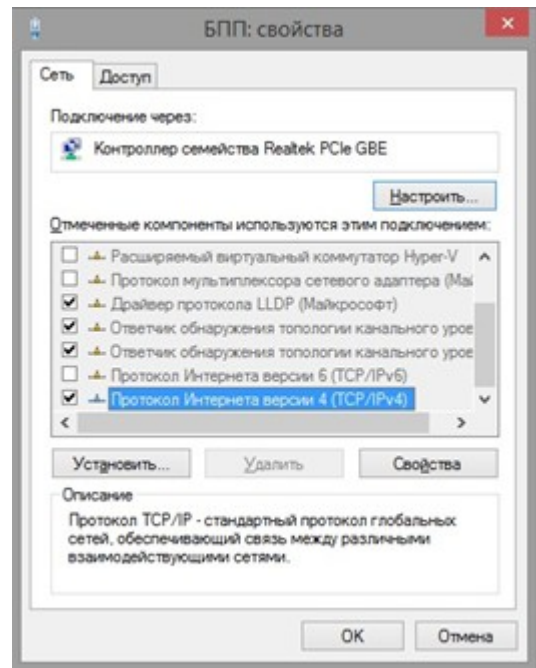 БПП: свойства
Сеть Доступ
Подключение через:
Контроллер семейства Realtek PCIe GBE
Настроить...
Отмеченные компоненты используются этим подключением:
Расширяемый виртуальный коммутатор Hyper-V
Протокол мультиплексора сетевого адаптера (Май
Драйвер протокола LLDP (Майкрософт)
Ответчик обнаружения топологии канального уров
Ответчик обнаружения топологии канального уров
Протокол Интернета версии 6 (TCP/IPv6)
Протокол Интернета версии 4 (TCP/IPv4)
Установить... Удалить Свойства
Описание
Протокол TCP/IP - стандартный протокол глобальных
сетей, обеспечивающий связь между различными
взаимодействующими сетями.
OK Отмена